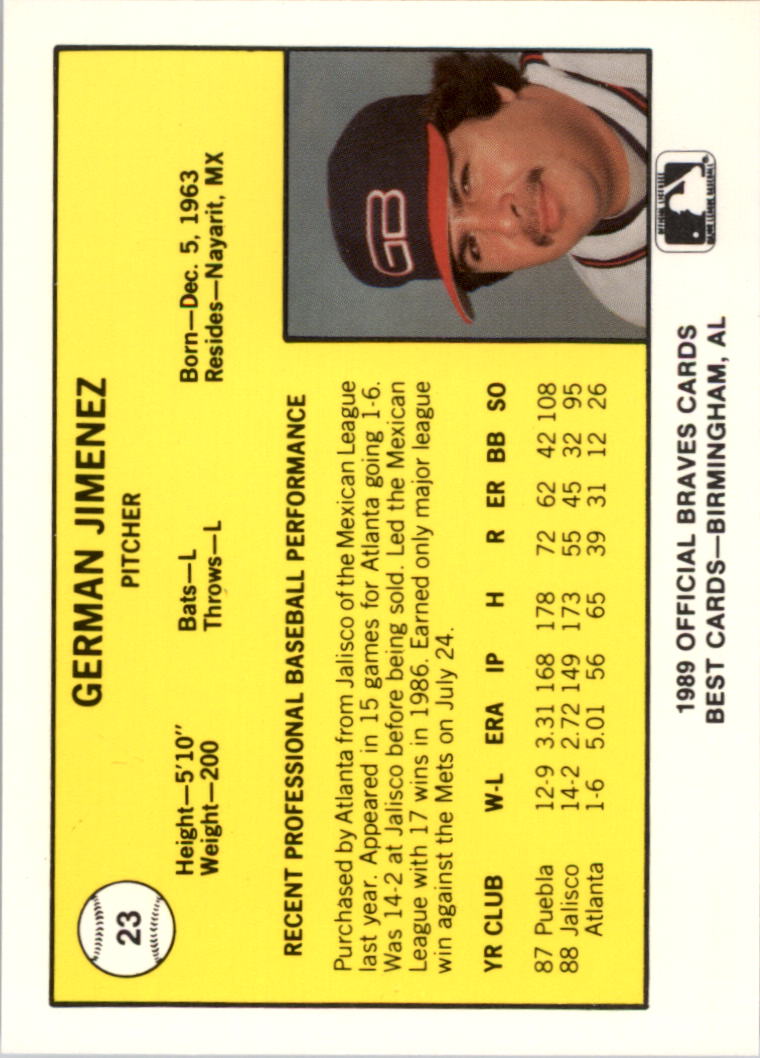 23
GERMAN JIMENEZ
PITCHER
Height—5'10" Bats—L Born—Dec. 5, 1963
Weight—200 Throws—L Resides—Nayarit, MX
RECENT PROFESSIONAL BASEBALL PERFORMANCE
Purchased by Atlanta from Jalisco of the Mexican League
last year. Appeared in 15 games for Atlanta going 1-6.
Was 14-2 at Jalisco before being sold. Led the Mexican
League with 17 wins in 1986. Earned only major league
win against the Mets on July 24.
YR CLUB W-L ERA IP H R ER BB SO
87 Puebla 12-9 3.31 168 178 72 62 42 108
88 Jalisco 14-2 2.72 149 173 55 45 32 95
Atlanta 1-6 5.01 56 65 39 31 12 26
GB
1989 OFFICIAL BRAVES CARDS
BEST CARDS—BIRMINGHAM, AL
OFFICIAL LICENSEE
MAJOR LEAGUE BASEBALL